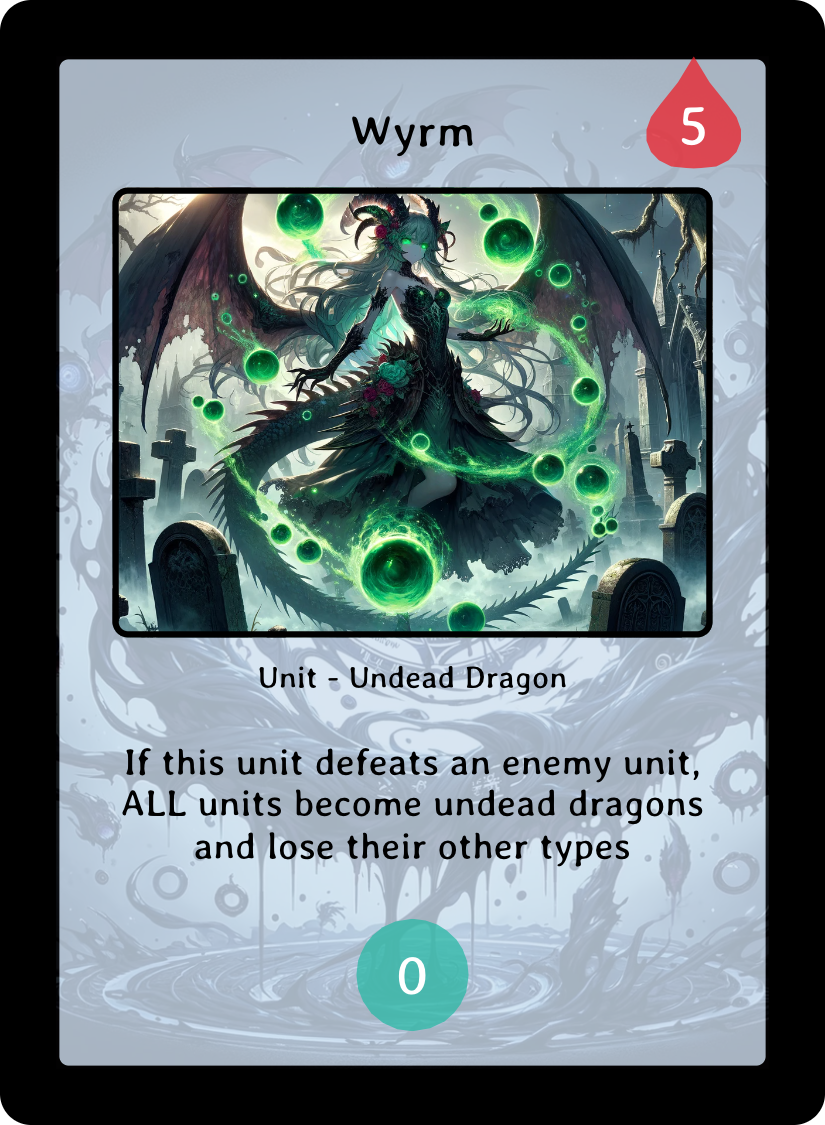 Wyrm
5
Unit - Undead Dragon
If this unit defeats an enemy unit,
ALL units become undead dragons
and lose their other types
0